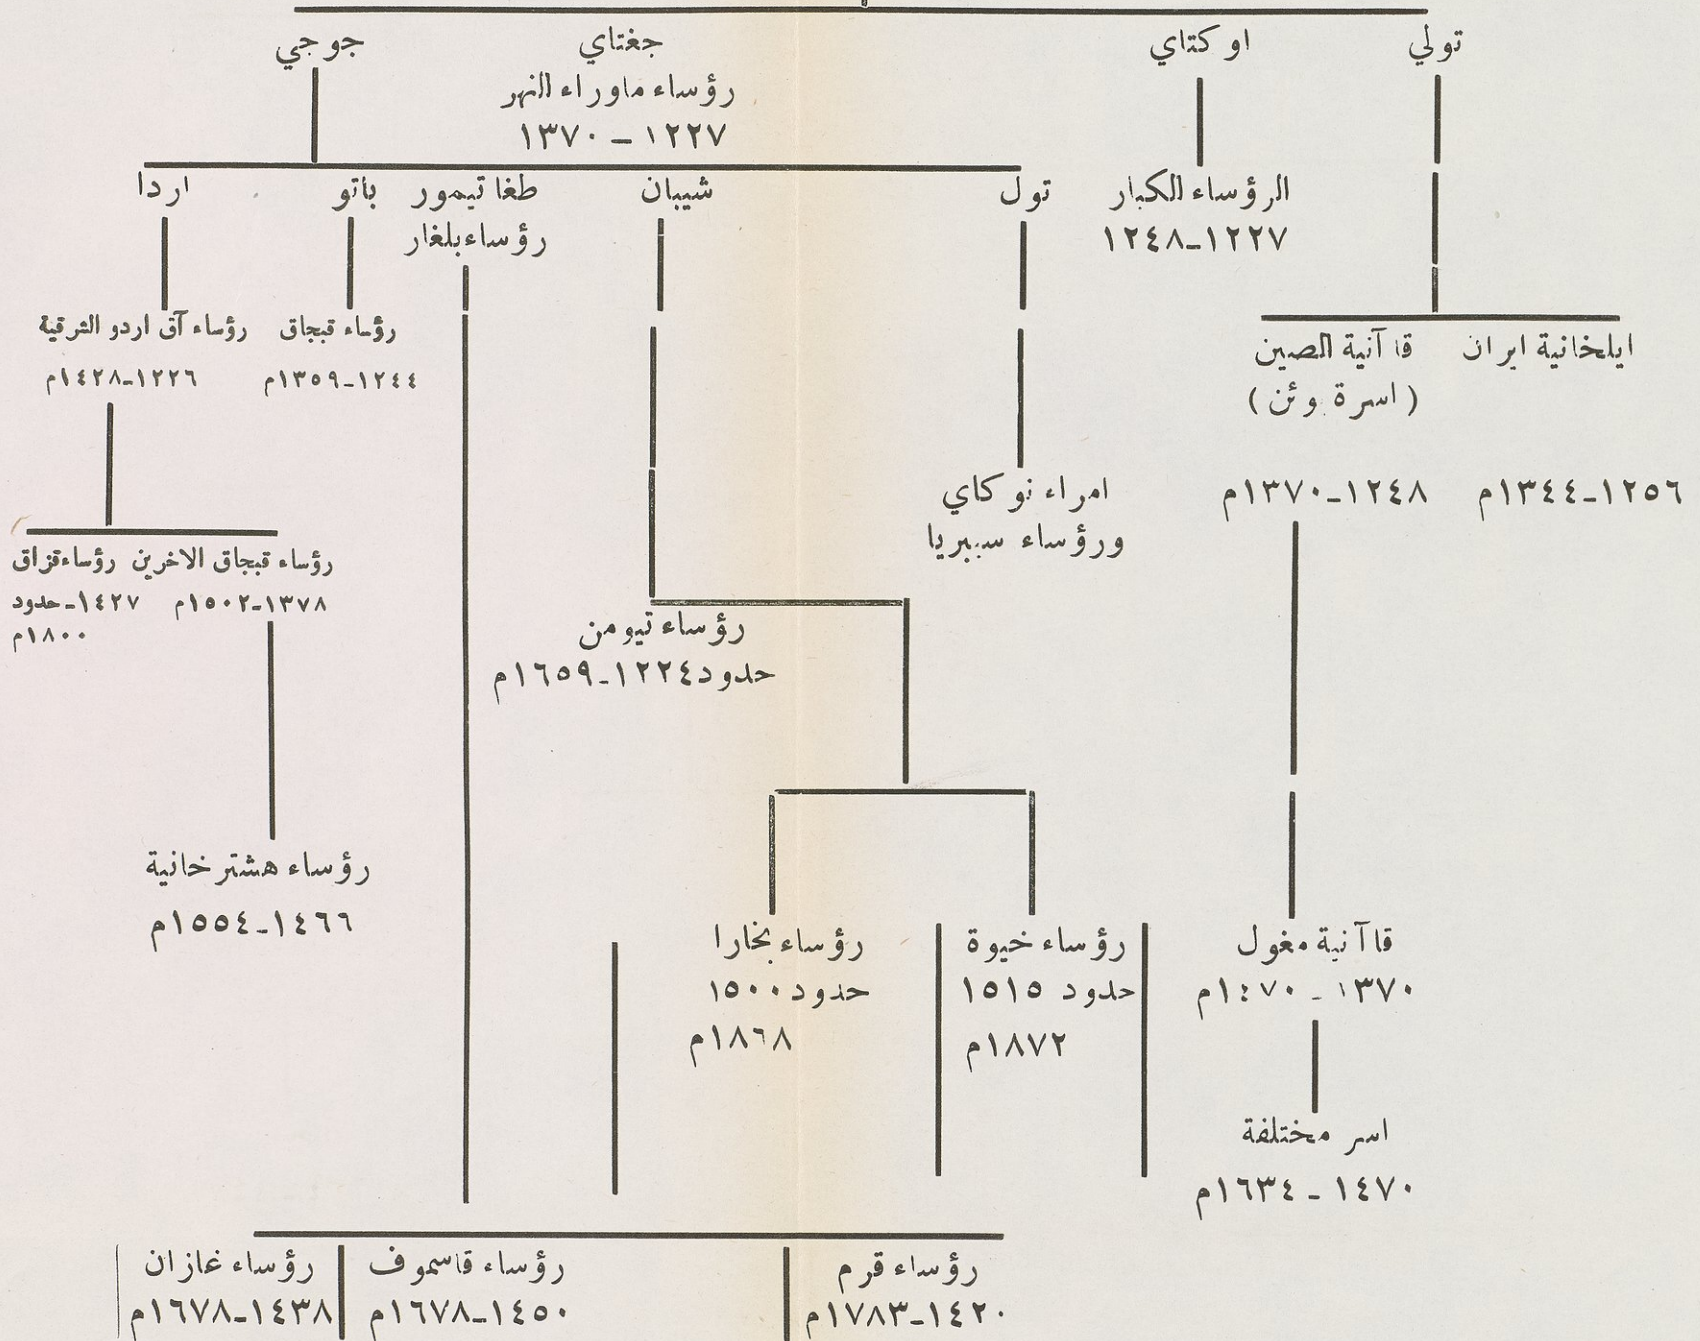 تولي
اوكتاي
جغتاي
جوجي
رؤساء ماوراء النهر
١٢٢٧ – ١٣٧٠
الرؤساء الكبار
١٢٢٧-١٢٤٨
تول
شيبان
طغا تيمور
رؤساء بلغار
باتو
اردا
ايلخانية ايران
١٢٥٦-١٣٤٤م
قاآنية الصين
(اسرة وئن)
١٢٤٨-١٣٧٠م
رؤساء قبجاق
١٢٤٤-١٣٥٩م
رؤساء آق اردو الشرقية
١٢٢٦-١٤٢٨م
امراء نوكاي
ورؤساء سيبريا
رؤساء قبجاق الاخرين
١٣٧٨-١٥٠٢م
رؤساء قزاق
١٤٢٧-حدود
١٨٠٠م
رؤساء تيومن
حدود ١٢٢٤-١٦٥٩م
رؤساء هشترخانية
١٤٦٦-١٥٥٤م
قاآنية مغول
١٣٧٠ - ١٤٧٠م
رؤساء خيوة
حدود ١٥١٥
١٨٧٢م
رؤساء بخارا
حدود ١٥٠٠
١٨٦٨م
اسر مختلفة
١٤٧٠ - ١٦٣٤م
رؤساء قرم
١٤٢٠-١٧٨٣م
رؤساء قاسموف
١٤٥٠-١٦٧٨م
رؤساء غازان
١٤٣٨-١٦٧٨م